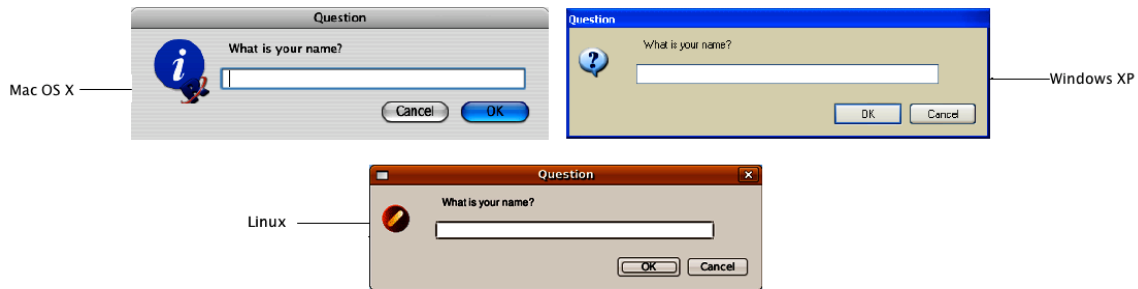 Question
What is your name?
Mac OS X
Cancel OK
Question
What is your name?
Windows XP
OK Cancel
Question
What is your name?
Linux
OK Cancel